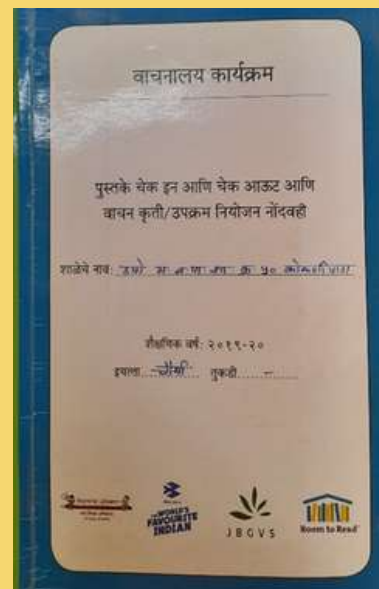 वाचनालय कार्यक्रम
पुस्तके चेक इन आणि चेक आऊट आणि
वाचन कृती/उपक्रम नियोजन नोंदवही
शाळेचे नाव: क्र ५०
शैक्षणिक वर्ष: २०१९-२०
इयत्ता चौथी तुकडी -
THE WORLD'S
FAVOURITE
INDIAN
JBGVS
Room to Read